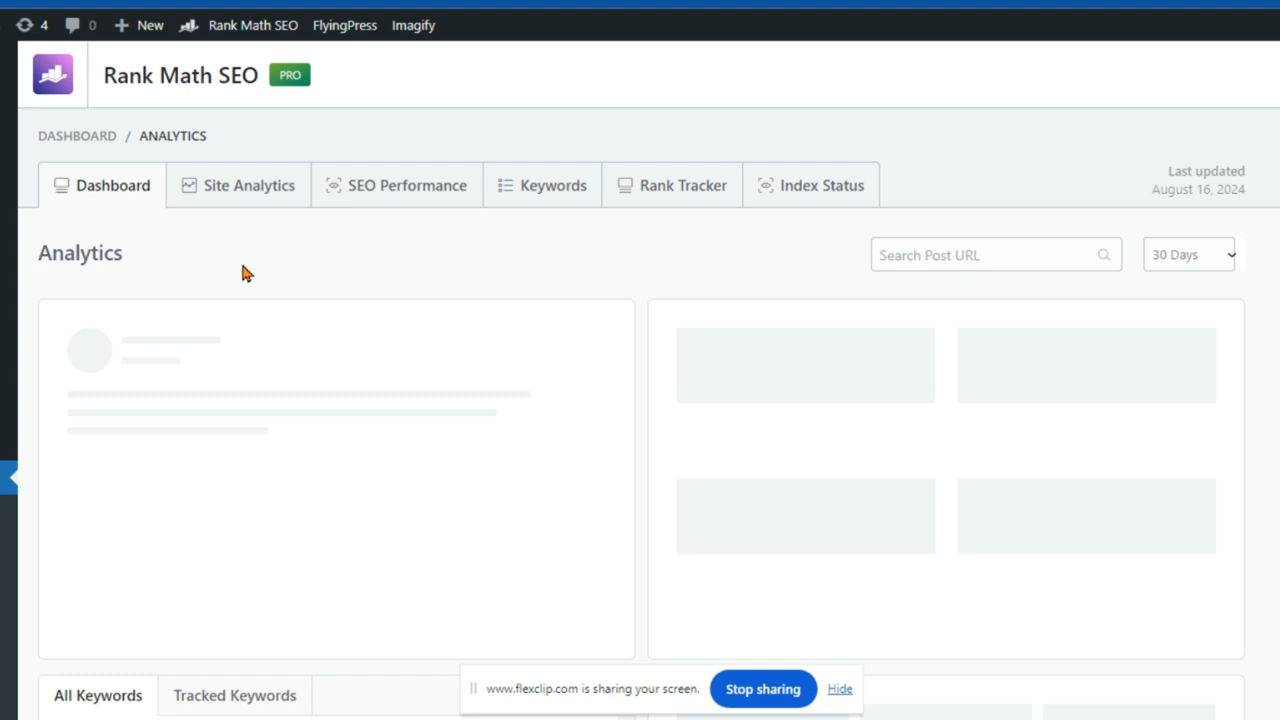 4 0 New Rank Math SEO FlyingPress Imagify
Rank Math SEO PRO
DASHBOARD / ANALYTICS
Dashboard Site Analytics SEO Performance Keywords Rank Tracker Index Status
Last updated
August 16, 2024
Analytics
Search Post URL
30 Days
www.flexclip.com is sharing your screen. Stop sharing Hide
All Keywords Tracked Keywords